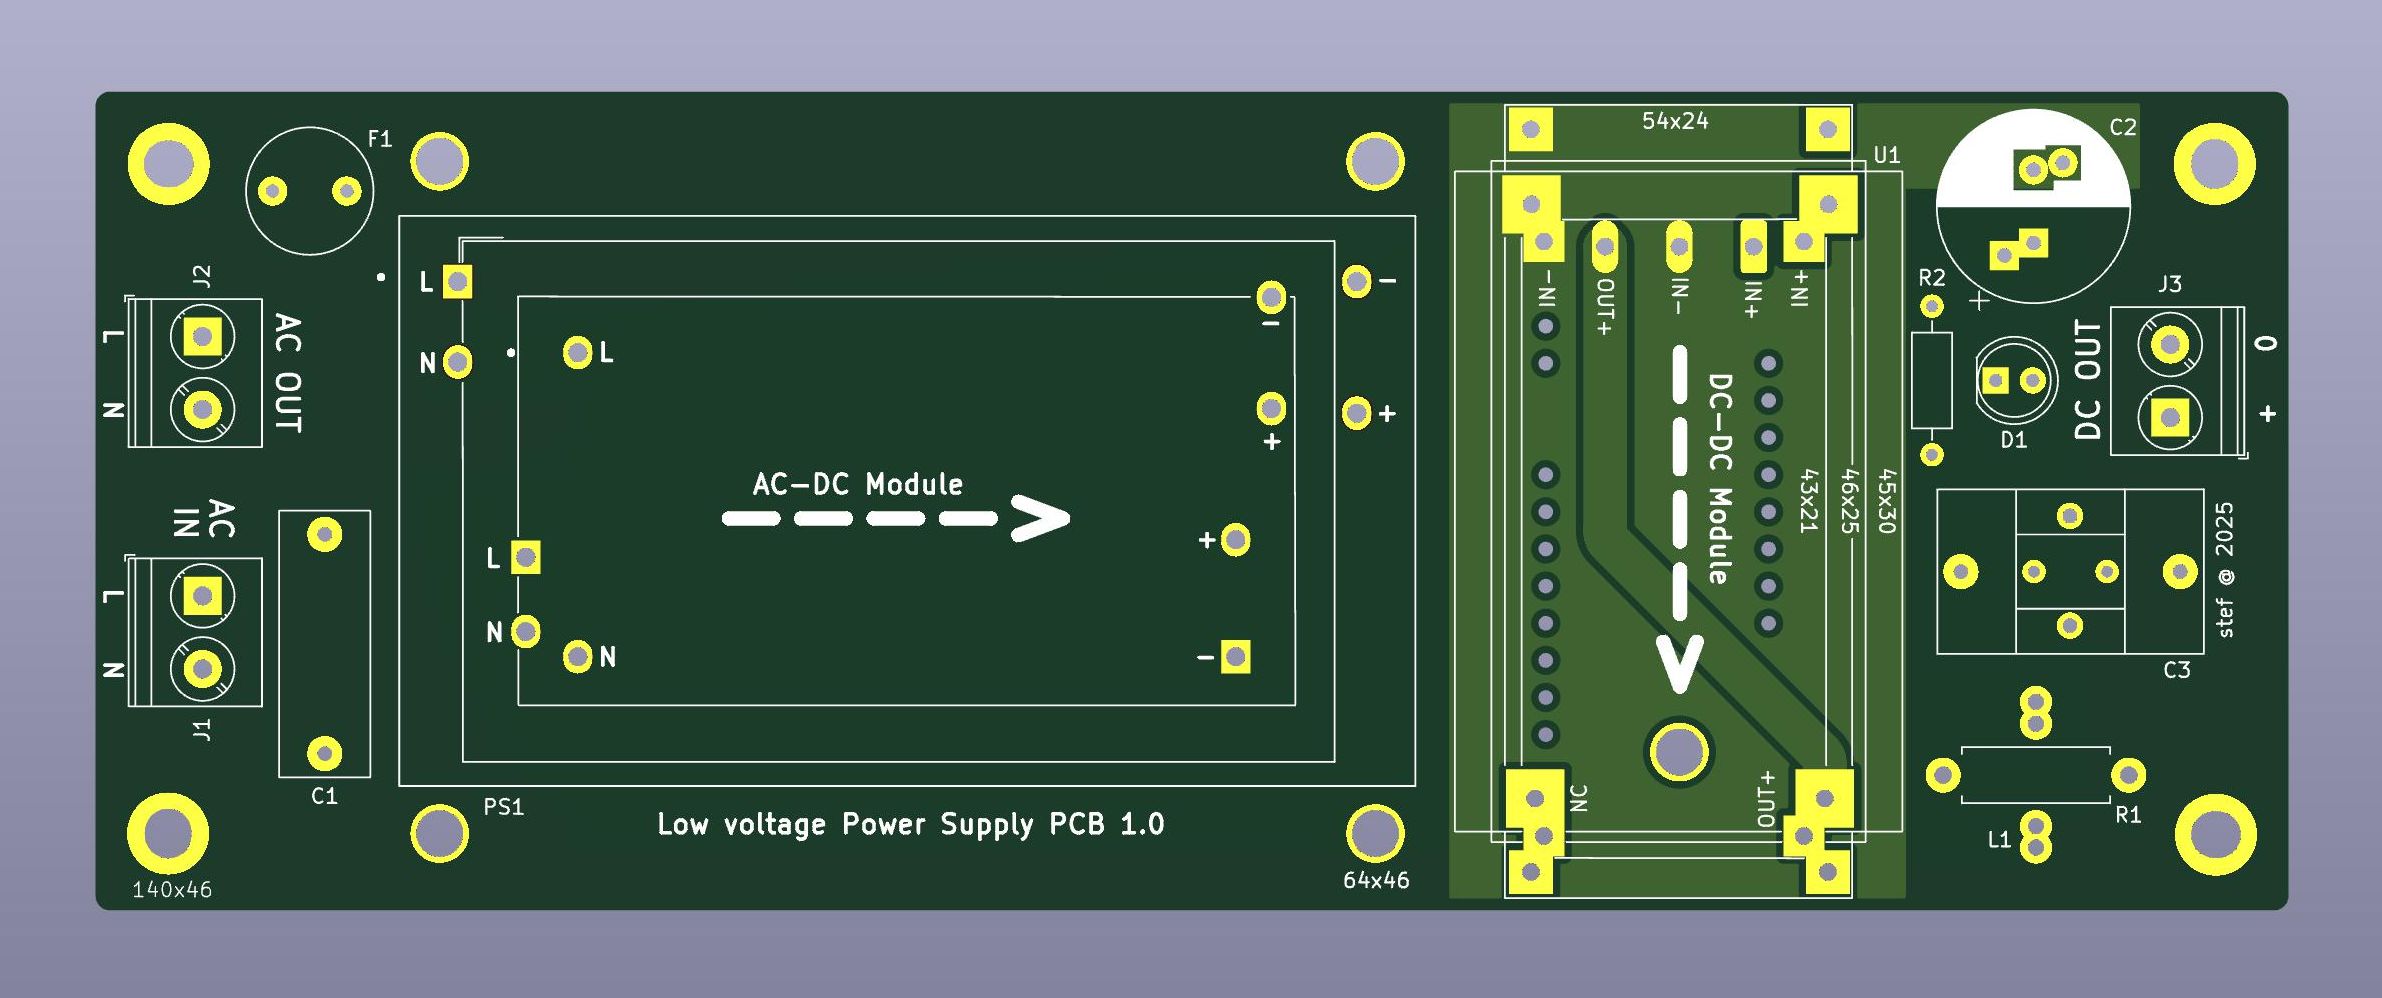 F1
J2
L
N
AC OUT
AC
IN
L
N
J1
C1
140x46
L
N
L
N
L
N
-
+
-
+
+
-
AC-DC Module
PS1
Low voltage Power Supply PCB 1.0
64x46
54x24
U1
-NI
OUT+
IN-
IN+
+NI
DC-DC Module
43x21
46x25
45x30
NC
OUT+
C2
R2
+
D1
J3
DC OUT
0
+
C3
stef @ 2025
R1
L1